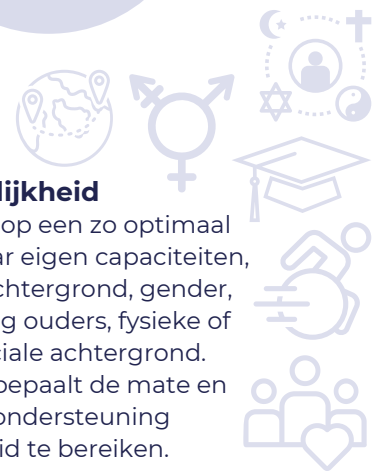 lijkheid
op een zo optimaal
ar eigen capaciteiten,
chtergrond, gender,
g ouders, fysieke of
ciale achtergrond.
bepaalt de mate en
ondersteuning
id te bereiken.